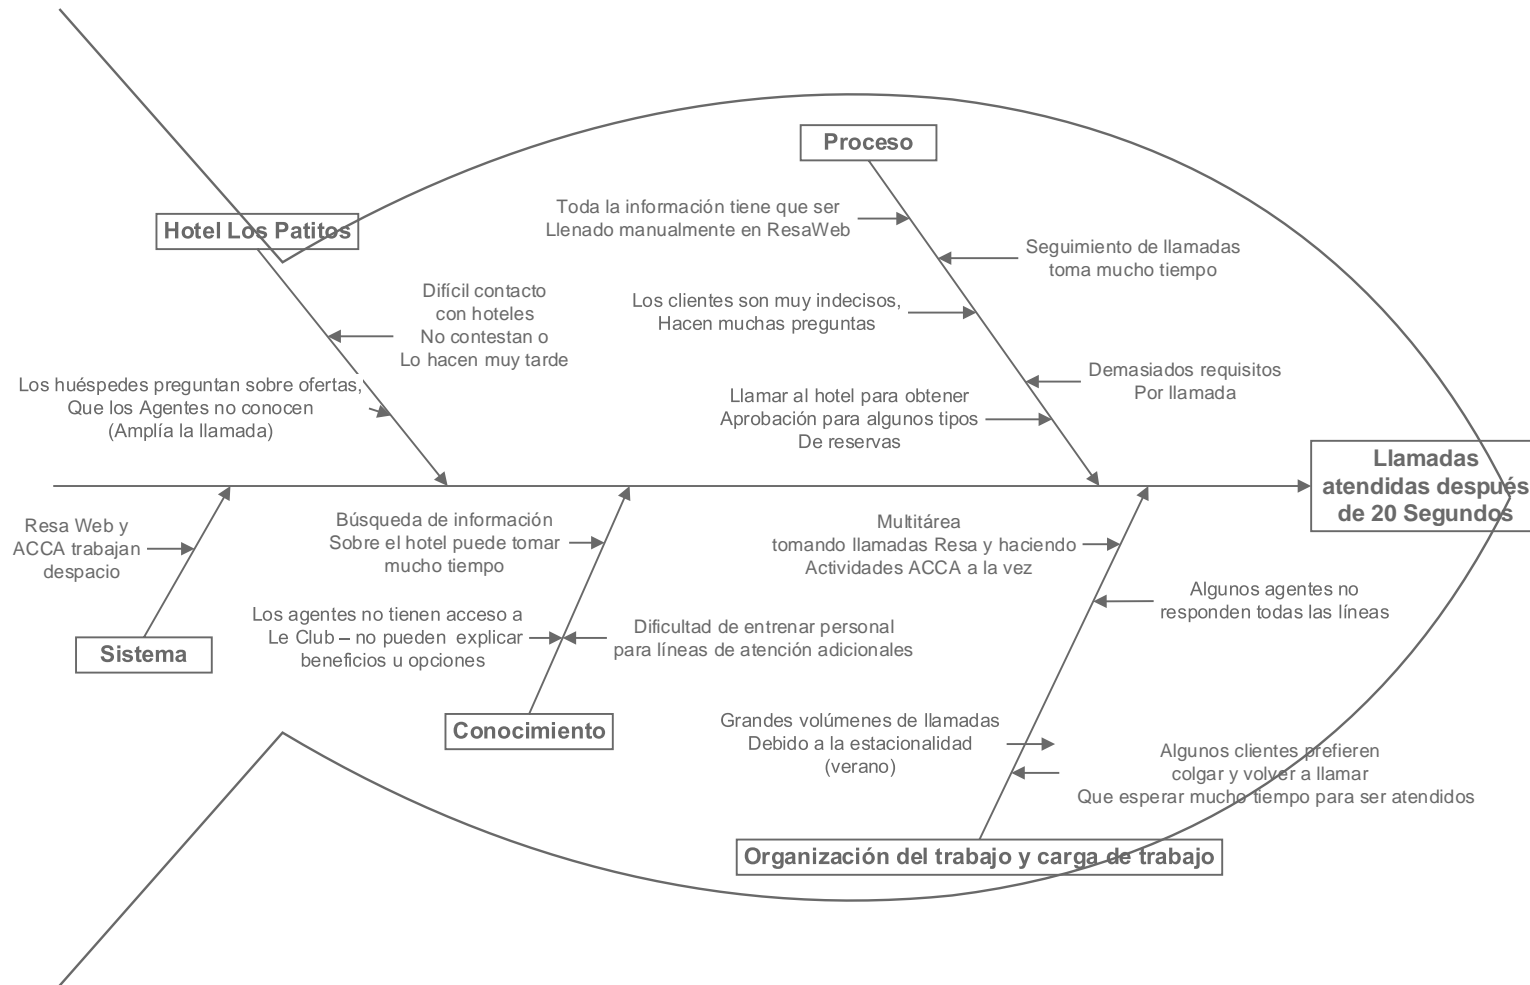 Proceso
Toda la información tiene que ser
Llenado manualmente en ResaWeb
Hotel Los Patitos
Seguimiento de llamadas
toma mucho tiempo
Difícil contacto
con hoteles
No contestan o
Lo hacen muy tarde
Los clientes son muy indecisos,
Hacen muchas preguntas
Los huéspedes preguntan sobre ofertas,
Que los Agentes no conocen
(Amplía la llamada)
Demasiados requisitos
Por llamada
Llamar al hotel para obtener
Aprobación para algunos tipos
De reservas
Llamadas
atendidas después
de 20 Segundos
Resa Web y
ACCA trabajan
despacio
Búsqueda de información
Sobre el hotel puede tomar
mucho tiempo
Multitárea
tomando llamadas Resa y haciendo
Actividades ACCA a la vez
Algunos agentes no
responden todas las líneas
Los agentes no tienen acceso a
Le Club – no pueden explicar
beneficios u opciones
Dificultad de entrenar personal
para líneas de atención adicionales
Sistema
Conocimiento
Grandes volúmenes de llamadas
Debido a la estacionalidad
(verano)
Algunos clientes prefieren
colgar y volver a llamar
Que esperar mucho tiempo para ser atendidos
Organización del trabajo y carga de trabajo